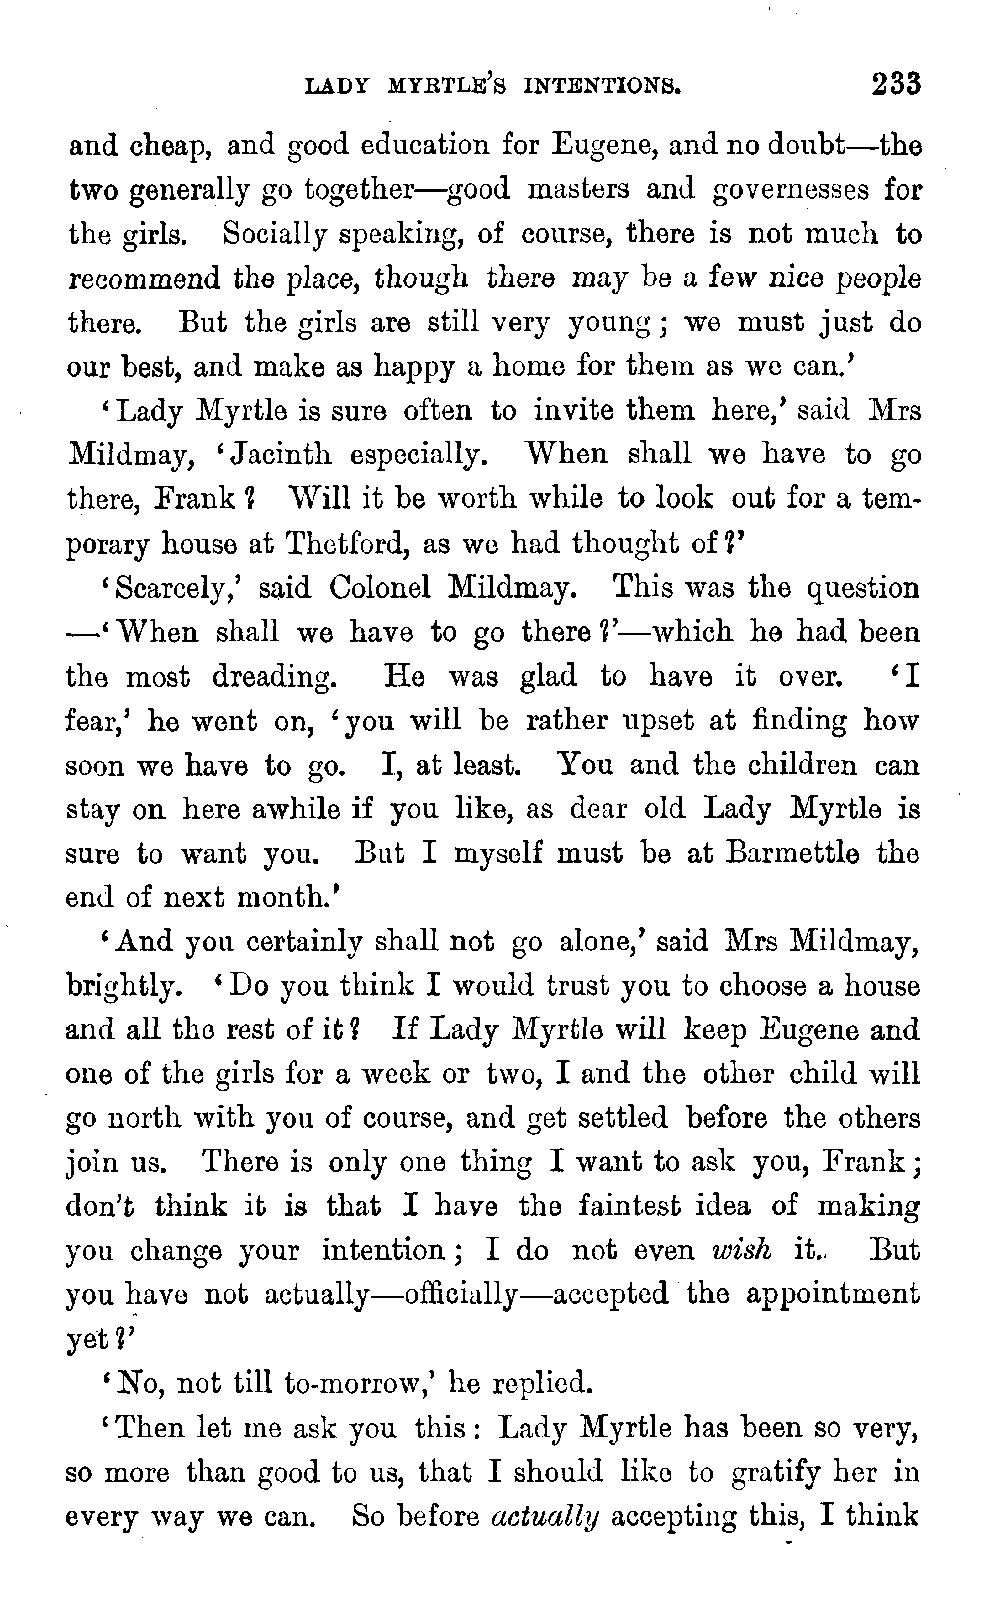 LADY MYRTLE'S INTENTIONS. 233
and cheap, and good education for Eugene, and no doubt—the
two generally go together—good masters and governesses for
the girls. Socially speaking, of course, there is not much to
recommend the place, though there may be a few nice people
there. But the girls are still very young; we must just do
our best, and make as happy a home for them as we can.'
'Lady Myrtle is sure often to invite them here,' said Mrs
Mildmay, 'Jacinth especially. When shall we have to go
there, Frank? Will it be worth while to look out for a tem-
porary house at Thetford, as we had thought of?'
'Scarcely,' said Colonel Mildmay. This was the question
—'When shall we have to go there?'—which he had been
the most dreading. He was glad to have it over. 'I
fear,' he went on, 'you will be rather upset at finding how
soon we have to go. I, at least. You and the children can
stay on here awhile if you like, as dear old Lady Myrtle is
sure to want you. But I myself must be at Barmettle the
end of next month.'
'And you certainly shall not go alone,' said Mrs Mildmay,
brightly. 'Do you think I would trust you to choose a house
and all the rest of it? If Lady Myrtle will keep Eugene and
one of the girls for a week or two, I and the other child will
go north with you of course, and get settled before the others
join us. There is only one thing I want to ask you, Frank;
don't think it is that I have the faintest idea of making
you change your intention; I do not even wish it. But
you have not actually—officially—accepted the appointment
yet?'
'No, not till to-morrow,' he replied.
'Then let me ask you this: Lady Myrtle has been so very,
so more than good to us, that I should like to gratify her in
every way we can. So before actually accepting this, I think